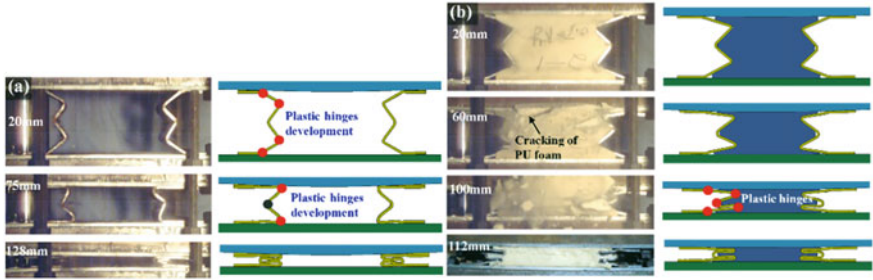 (a)
20mm
Plastic hinges
development
75mm
Plastic hinges
development
128mm
(b)
20mm
60mm
Cracking of
PU foam
100mm
Plastic hinges
112mm